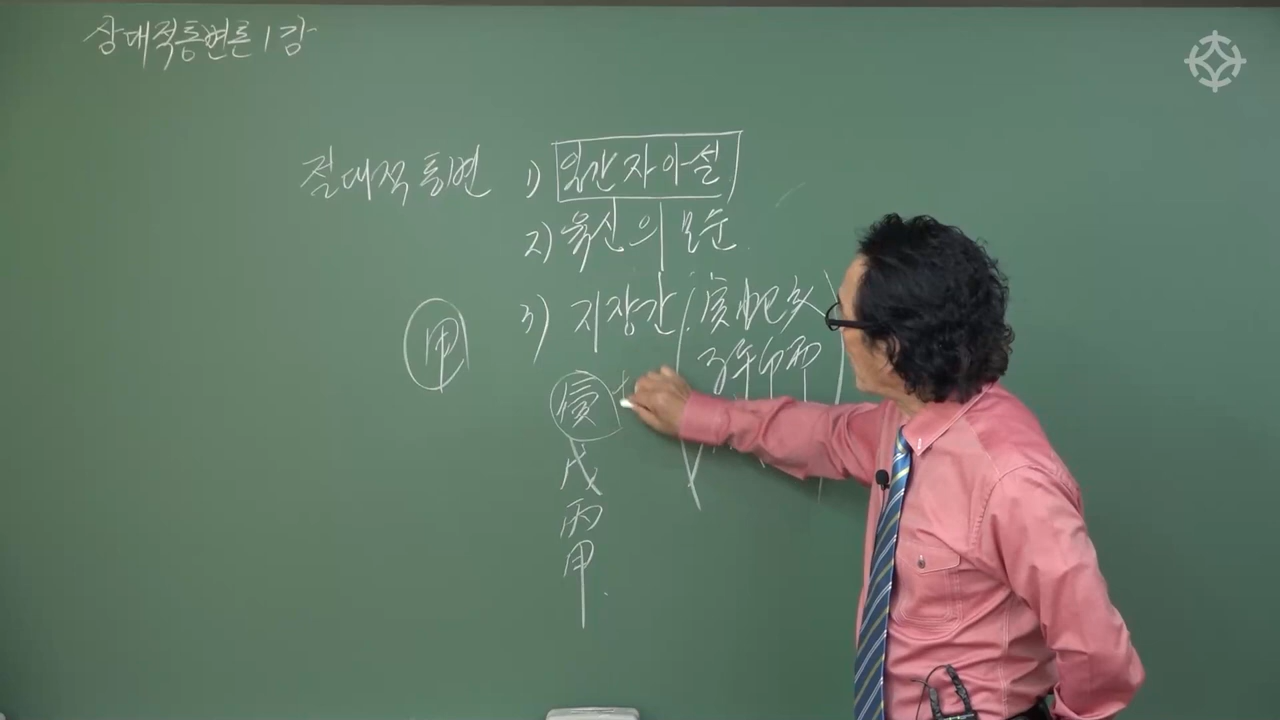 상대적통변론 1강
절대적 통변 1) 일간자아설
2) 육신의 모순
3) 지장간 (寅申巳亥
子午卯酉
甲
寅
戊
丙
甲